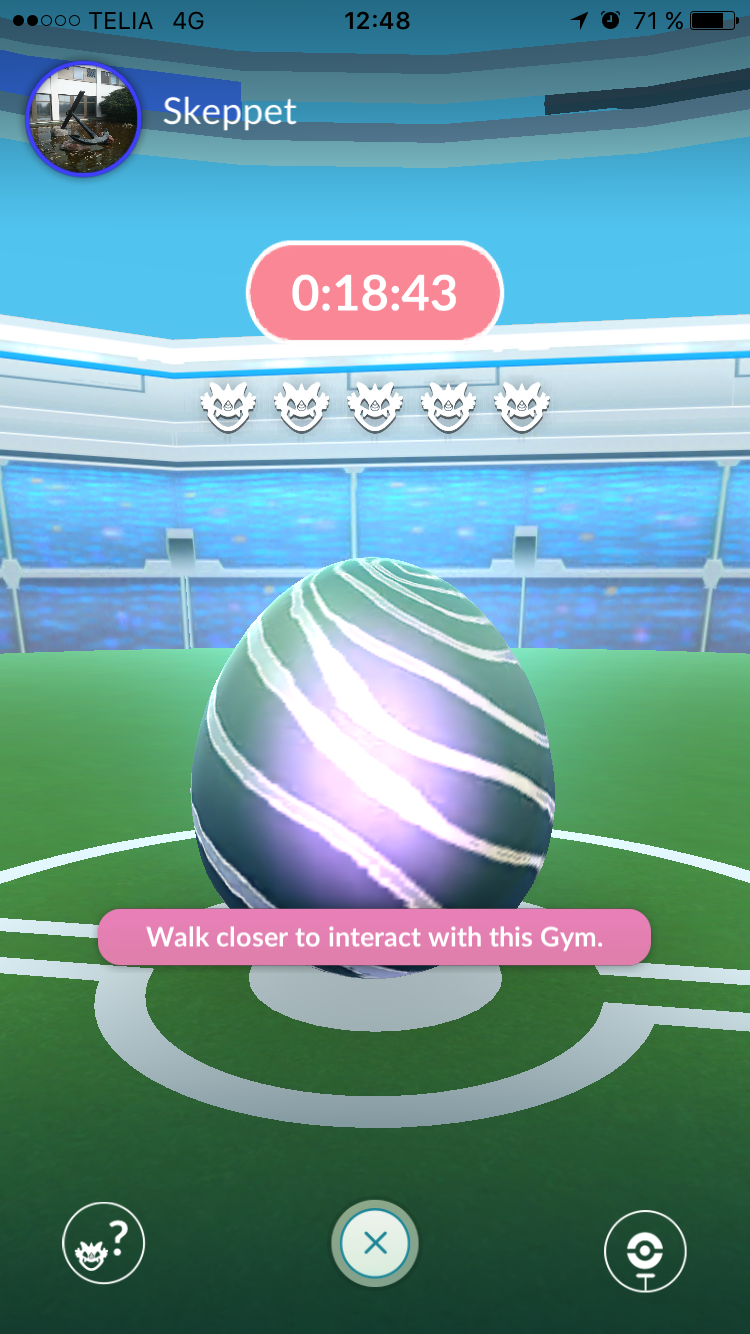 TELIA 4G 12:48 71 %
Skeppet
0:18:43
Walk closer to interact with this Gym.
?